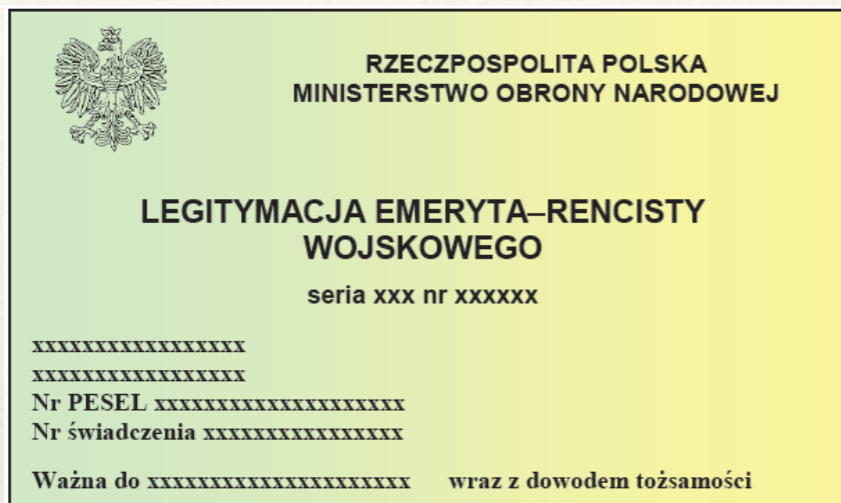 RZECZPOSPOLITA POLSKA
MINISTERSTWO OBRONY NARODOWEJ
LEGITYMACJA EMERYTA–RENCISTY
WOJSKOWEGO
seria xxx nr xxxxxx
xxxxxxxxxxxxxxxxx
xxxxxxxxxxxxxxxxx
Nr PESEL xxxxxxxxxxxxxxxxxxxx
Nr świadczenia xxxxxxxxxxxxxxxx
Ważna do xxxxxxxxxxxxxxxxxxxxx wraz z dowodem tożsamości